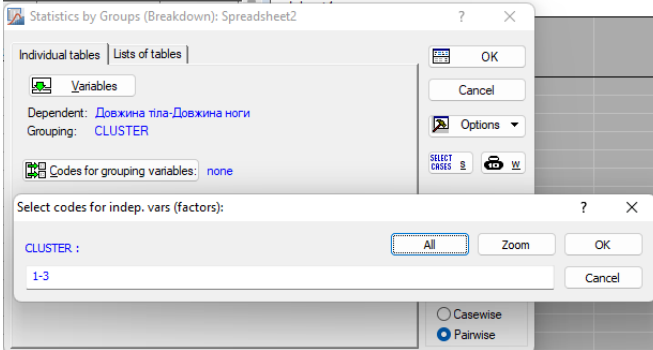 Statistics by Groups (Breakdown): Spreadsheet2 ? ×
Individual tables Lists of tables
OK
Variables
Cancel
Dependent: Довжина тіла-Довжина ноги
Grouping: CLUSTER
Options
Codes for grouping variables: none
SELECT CASES S W
Select codes for indep. vars (factors): ? ×
CLUSTER :
All Zoom OK
1-3
Cancel
Casewise
Pairwise